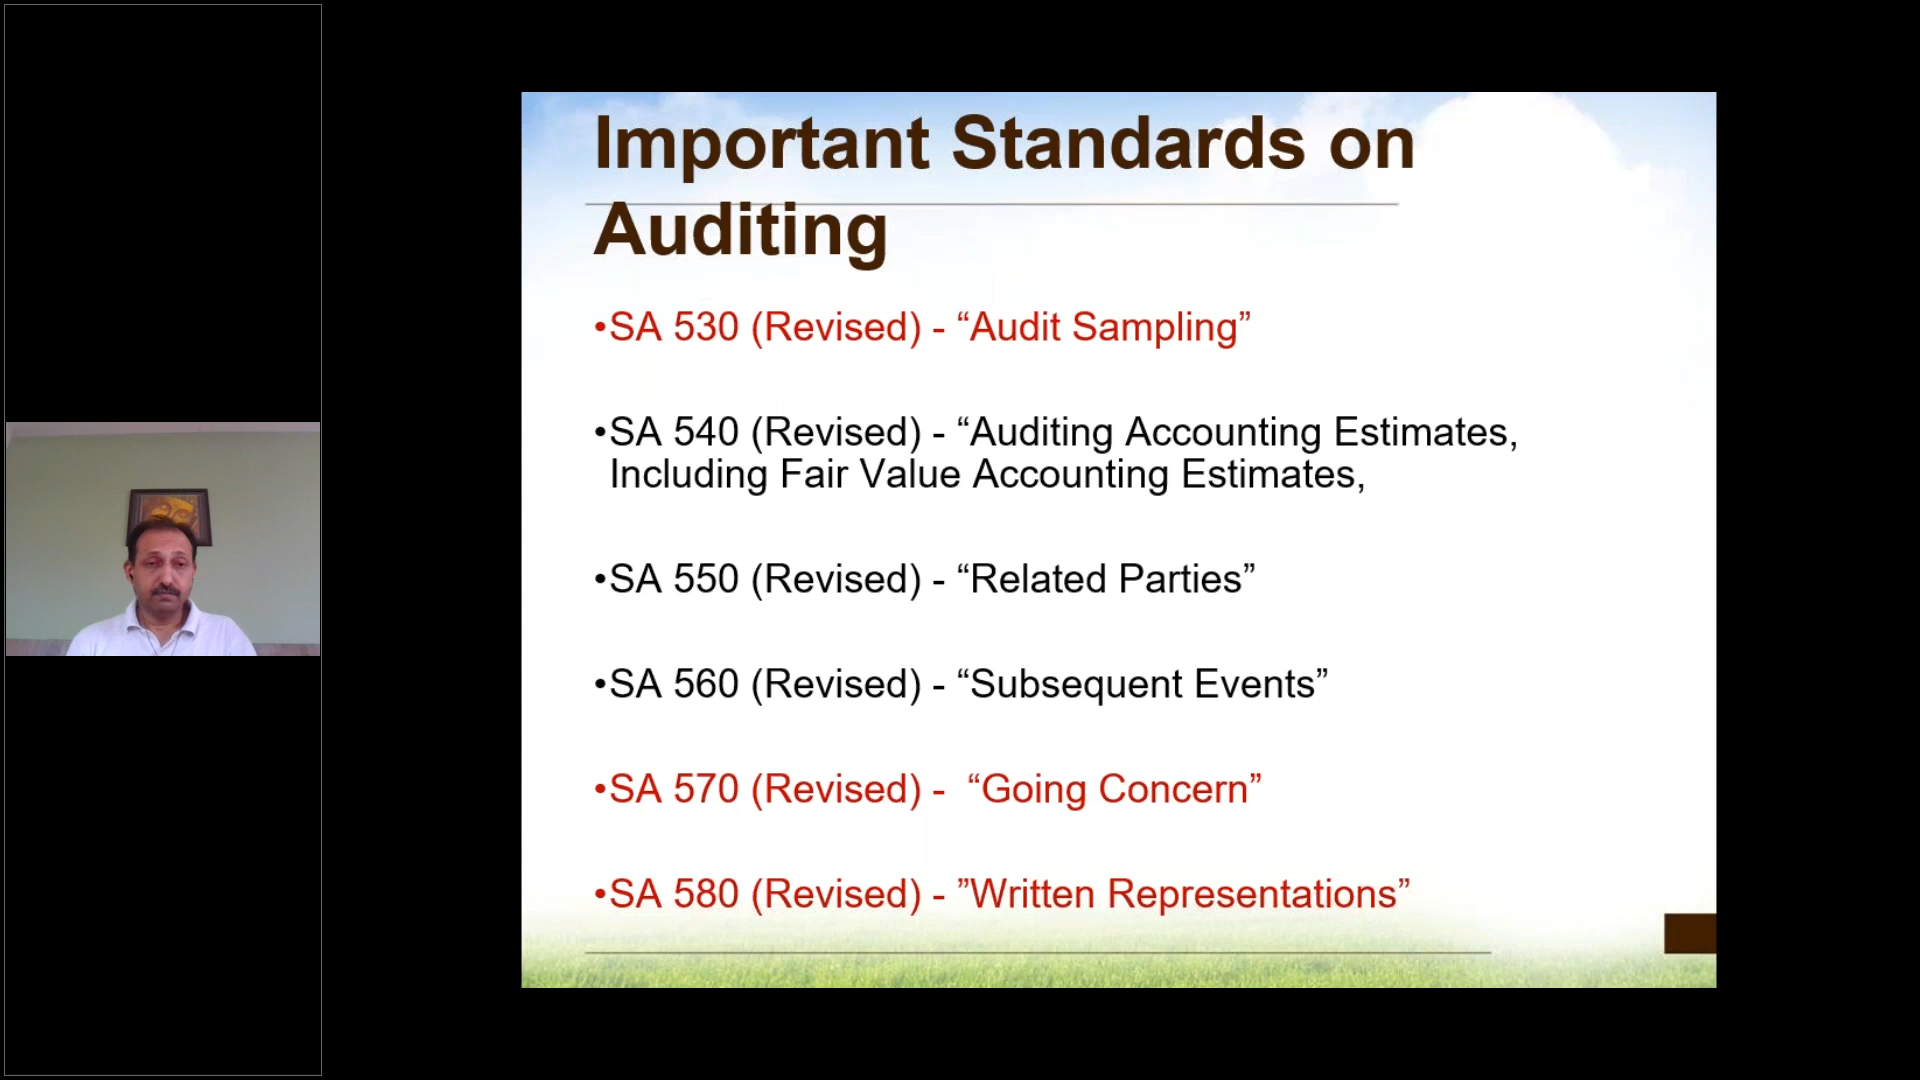 Important Standards on
Auditing
•SA 530 (Revised) - “Audit Sampling”
•SA 540 (Revised) - “Auditing Accounting Estimates,
Including Fair Value Accounting Estimates,
•SA 550 (Revised) - “Related Parties”
•SA 560 (Revised) - “Subsequent Events”
•SA 570 (Revised) -  “Going Concern”
•SA 580 (Revised) - ”Written Representations”